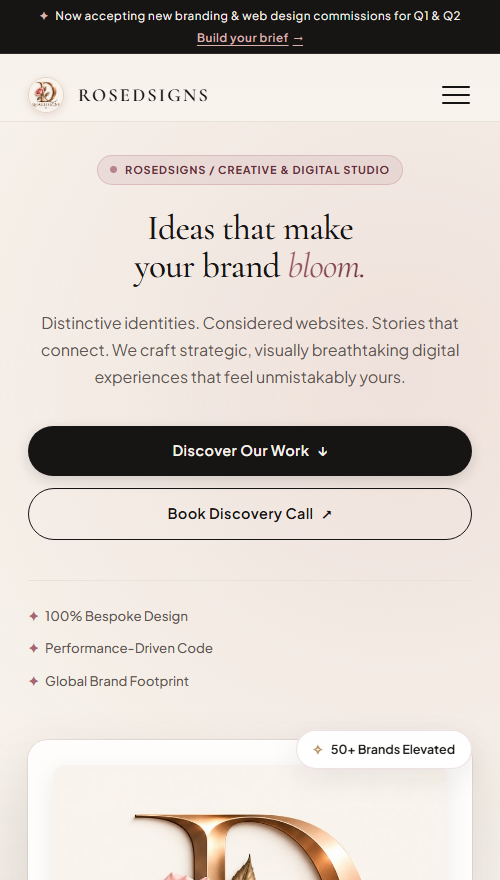 ✦ Now accepting new branding & web design commissions for Q1 & Q2
Build your brief →
ROSEDSIGNS
ROSEDSIGNS / CREATIVE & DIGITAL STUDIO
Ideas that make
your brand bloom.
Distinctive identities. Considered websites. Stories that
connect. We craft strategic, visually breathtaking digital
experiences that feel unmistakably yours.
Discover Our Work ↓
Book Discovery Call ↗
✦ 100% Bespoke Design
✦ Performance-Driven Code
✦ Global Brand Footprint
✧ 50+ Brands Elevated